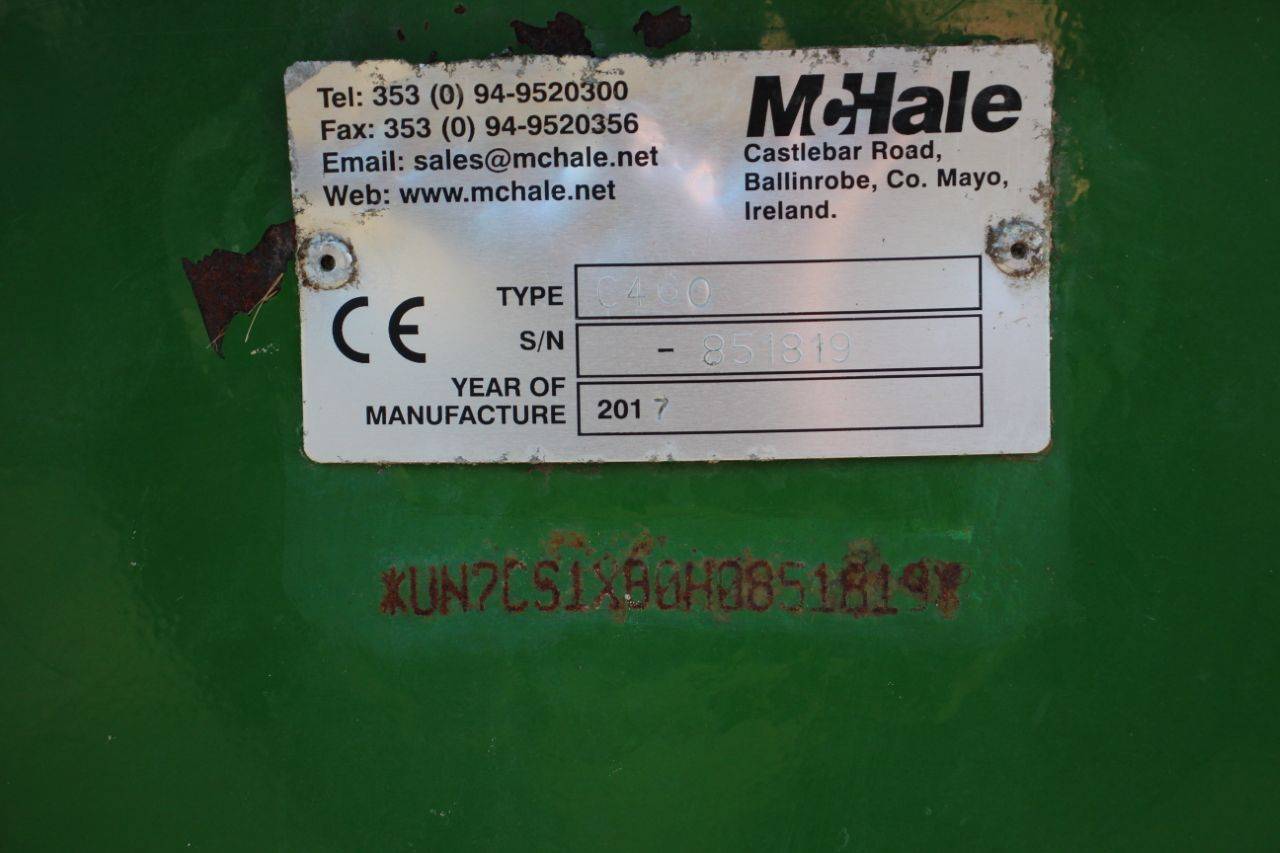 Tel: 353 (0) 94-9520300
Fax: 353 (0) 94-9520356
Email: sales@mchale.net
Web: www.mchale.net
McHale
Castlebar Road,
Ballinrobe, Co. Mayo,
Ireland.
CE
TYPE C460
S/N - 851819
YEAR OF
MANUFACTURE 2017
*UN7CS1XB0H0851819*